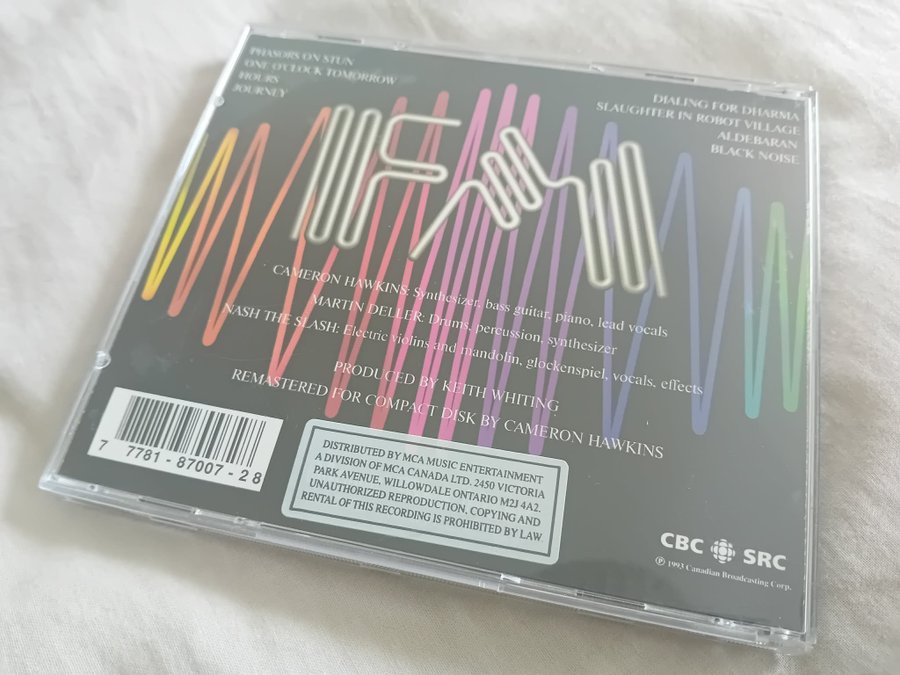 PHASORS ON STUN
ONE O'CLOCK TOMORROW
HOURS
JOURNEY
DIALING FOR DHARMA
SLAUGHTER IN ROBOT VILLAGE
ALDEBARAN
BLACK NOISE
FM
CAMERON HAWKINS: Synthesizer, bass guitar, piano, lead vocals
MARTIN DELLER: Drums, percussion, synthesizer
NASH THE SLASH: Electric violins and mandolin, glockenspiel, vocals, effects
PRODUCED BY KEITH WHITING
REMASTERED FOR COMPACT DISK BY CAMERON HAWKINS
7 7781-87007-28
DISTRIBUTED BY MCA MUSIC ENTERTAINMENT
A DIVISION OF MCA CANADA LTD. 2450 VICTORIA
PARK AVENUE, WILLOWDALE ONTARIO M2J 4A2.
UNAUTHORIZED REPRODUCTION, COPYING AND
RENTAL OF THIS RECORDING IS PROHIBITED BY LAW
CBC SRC
℗ 1993 Canadian Broadcasting Corp.